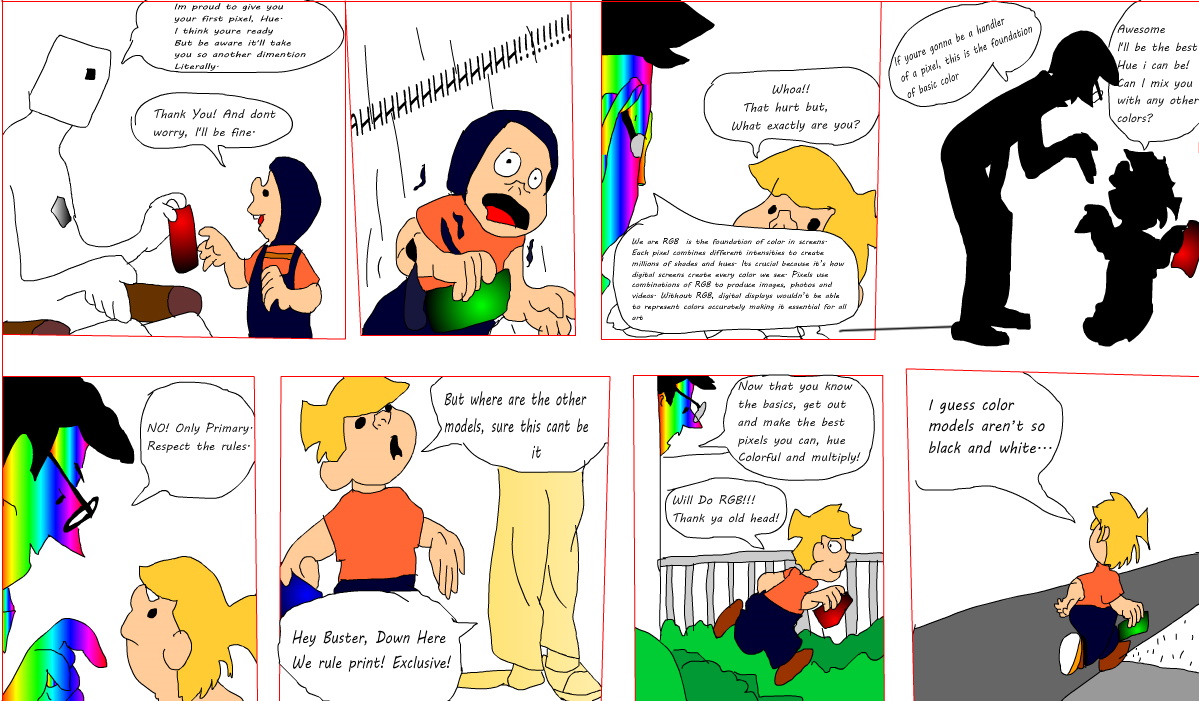 Im proud to give you
your first pixel, Hue.
I think youre ready
But be aware it'll take
you so another dimention
Literally.
Thank You! And dont
worry, I'll be fine.
AHHHHHHHHHHHHHH!!!!!!!!
Whoa!!
That hurt but,
What exactly are you?
We are RGB is the foundation of color in screens.
Each pixel combines different intensities to create
millions of shades and hues. Its crucial because it's how
digital screens create every color we see. Pixels use
combinations of RGB to produce images, photos and
videos. Without RGB, digital displays wouldn't be able
to represent colors accurately making it essential for all
art
If youre gonna be a handler
of a pixel, this is the foundation
of basic color
Awesome
I'll be the best
Hue i can be!
Can I mix you
with any other
colors?
NO! Only Primary.
Respect the rules.
But where are the other
models, sure this cant be
it
Hey Buster, Down Here
We rule print! Exclusive!
Now that you know
the basics, get out
and make the best
pixels you can, hue
Colorful and multiply!
Will Do RGB!!!
Thank ya old head!
I guess color
models aren't so
black and white...